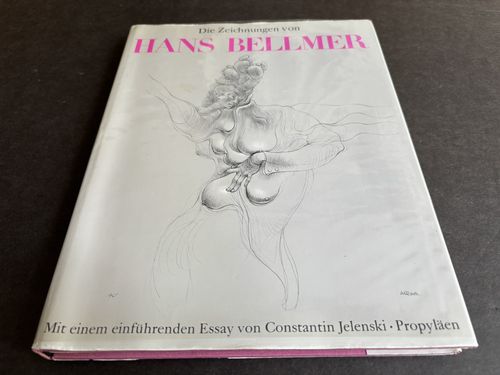 Die Zeichnungen von
HANS BELLMER
Mit einem einführenden Essay von Constantin Jelenski • Propyläen